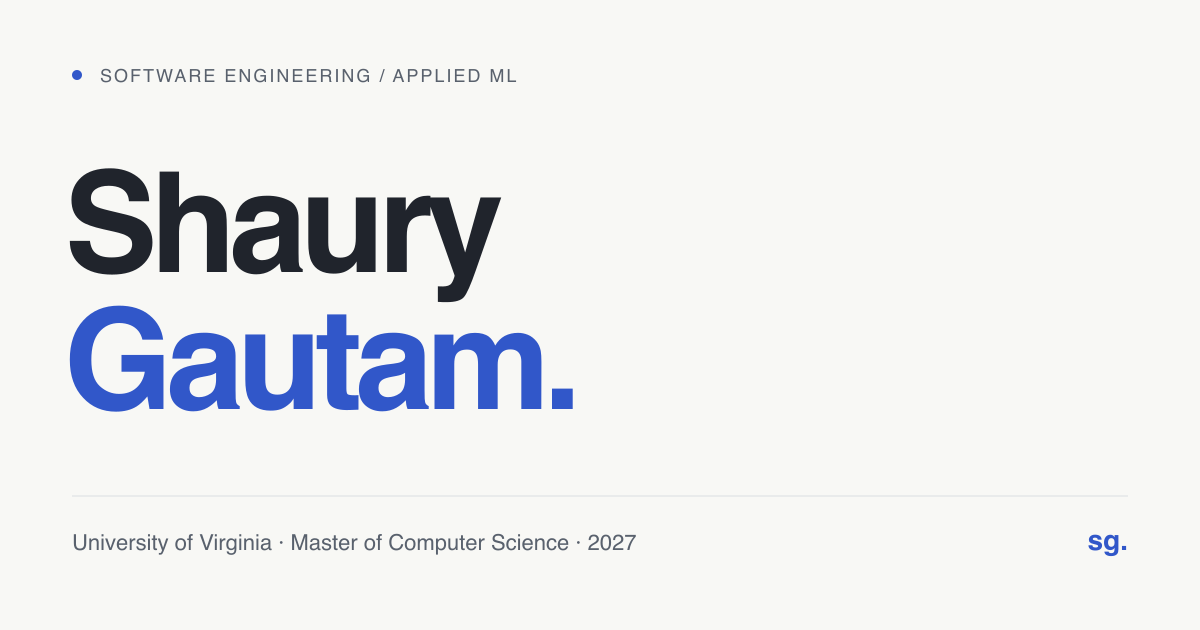 SOFTWARE ENGINEERING / APPLIED ML
Shaury
Gautam.
University of Virginia · Master of Computer Science · 2027
sg.